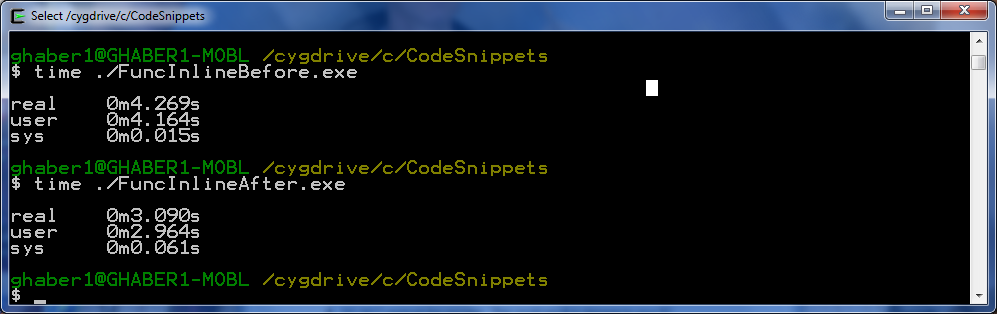 Select /cygdrive/c/CodeSnippets
ghaber1@GHABER1-MOBL /cygdrive/c/CodeSnippets
$ time ./FuncInlineBefore.exe
real 0m4.269s
user 0m4.164s
sys 0m0.015s
ghaber1@GHABER1-MOBL /cygdrive/c/CodeSnippets
$ time ./FuncInlineAfter.exe
real 0m3.090s
user 0m2.964s
sys 0m0.061s
ghaber1@GHABER1-MOBL /cygdrive/c/CodeSnippets
$